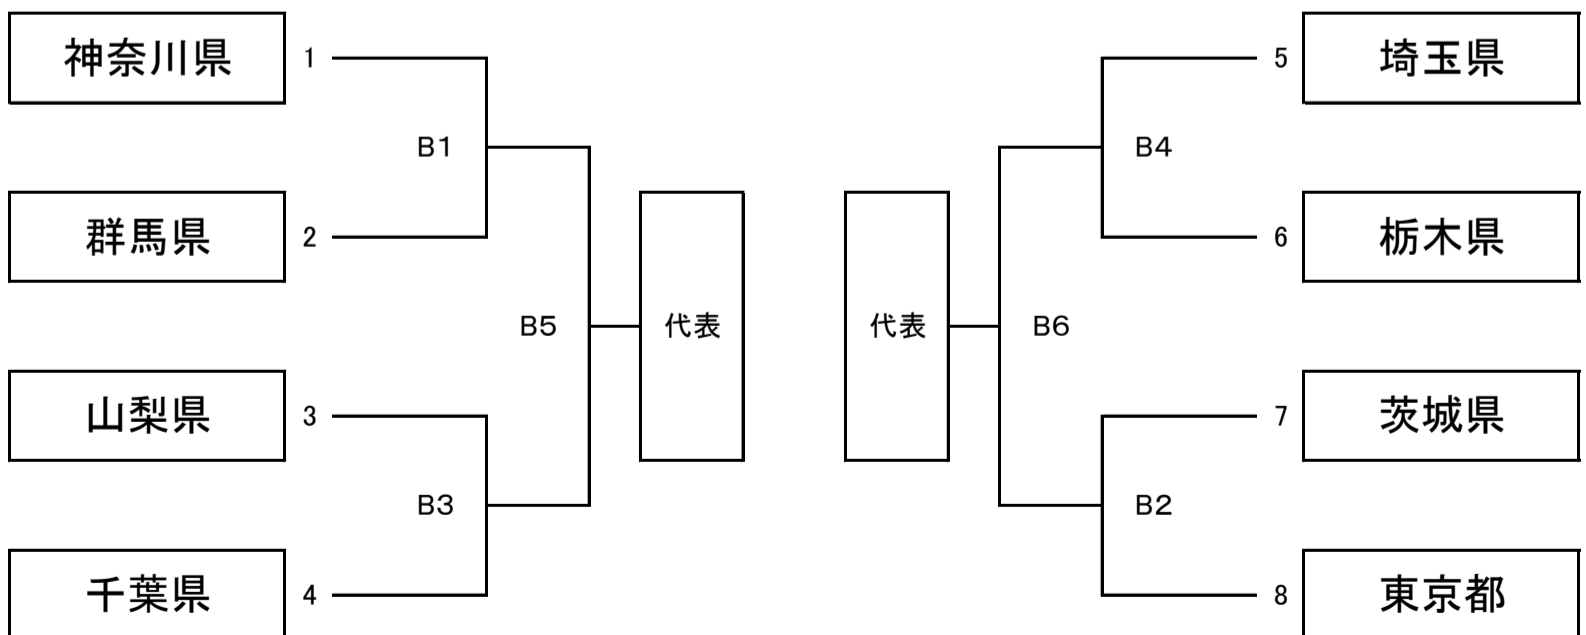 神奈川県 1
5 埼玉県
B1
B4
群馬県 2
6 栃木県
B5 代表
代表 B6
山梨県 3
7 茨城県
B3
B2
千葉県 4
8 東京都